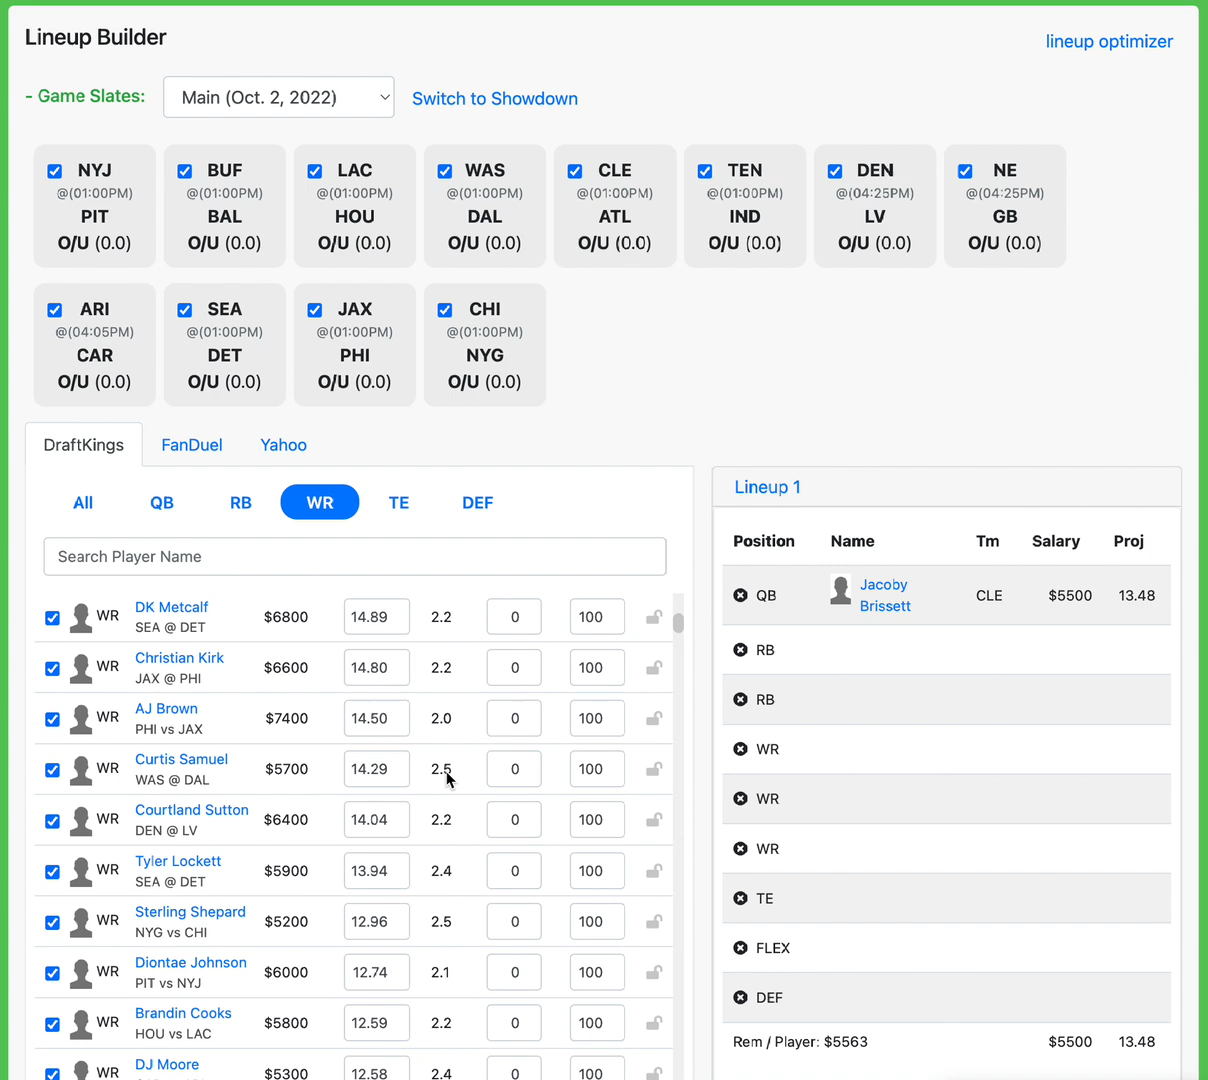 Lineup Builder
lineup optimizer
- Game Slates:
Main (Oct. 2, 2022)
Switch to Showdown
NYJ BUF LAC WAS CLE TEN DEN NE
@(01:00PM) @(01:00PM) @(01:00PM) @(01:00PM) @(01:00PM) @(01:00PM) @(04:25PM) @(04:25PM)
PIT BAL HOU DAL ATL IND LV GB
O/U (0.0) O/U (0.0) O/U (0.0) O/U (0.0) O/U (0.0) O/U (0.0) O/U (0.0) O/U (0.0)
ARI SEA JAX CHI
@(04:05PM) @(01:00PM) @(01:00PM) @(01:00PM)
CAR DET PHI NYG
O/U (0.0) O/U (0.0) O/U (0.0) O/U (0.0)
DraftKings FanDuel Yahoo
All QB RB WR TE DEF
Search Player Name
WR DK Metcalf $6800 14.89 2.2 0 100
SEA @ DET
WR Christian Kirk $6600 14.80 2.2 0 100
JAX @ PHI
WR AJ Brown $7400 14.50 2.0 0 100
PHI vs JAX
WR Curtis Samuel $5700 14.29 2.5 0 100
WAS @ DAL
WR Courtland Sutton $6400 14.04 2.2 0 100
DEN @ LV
WR Tyler Lockett $5900 13.94 2.4 0 100
SEA @ DET
WR Sterling Shepard $5200 12.96 2.5 0 100
NYG vs CHI
WR Diontae Johnson $6000 12.74 2.1 0 100
PIT vs NYJ
WR Brandin Cooks $5800 12.59 2.2 0 100
HOU vs LAC
WR DJ Moore $5300 12.58 2.4 0 100
Lineup 1
Position Name Tm Salary Proj
QB Jacoby Brissett CLE $5500 13.48
RB
RB
WR
WR
WR
TE
FLEX
DEF
Rem / Player: $5563 $5500 13.48